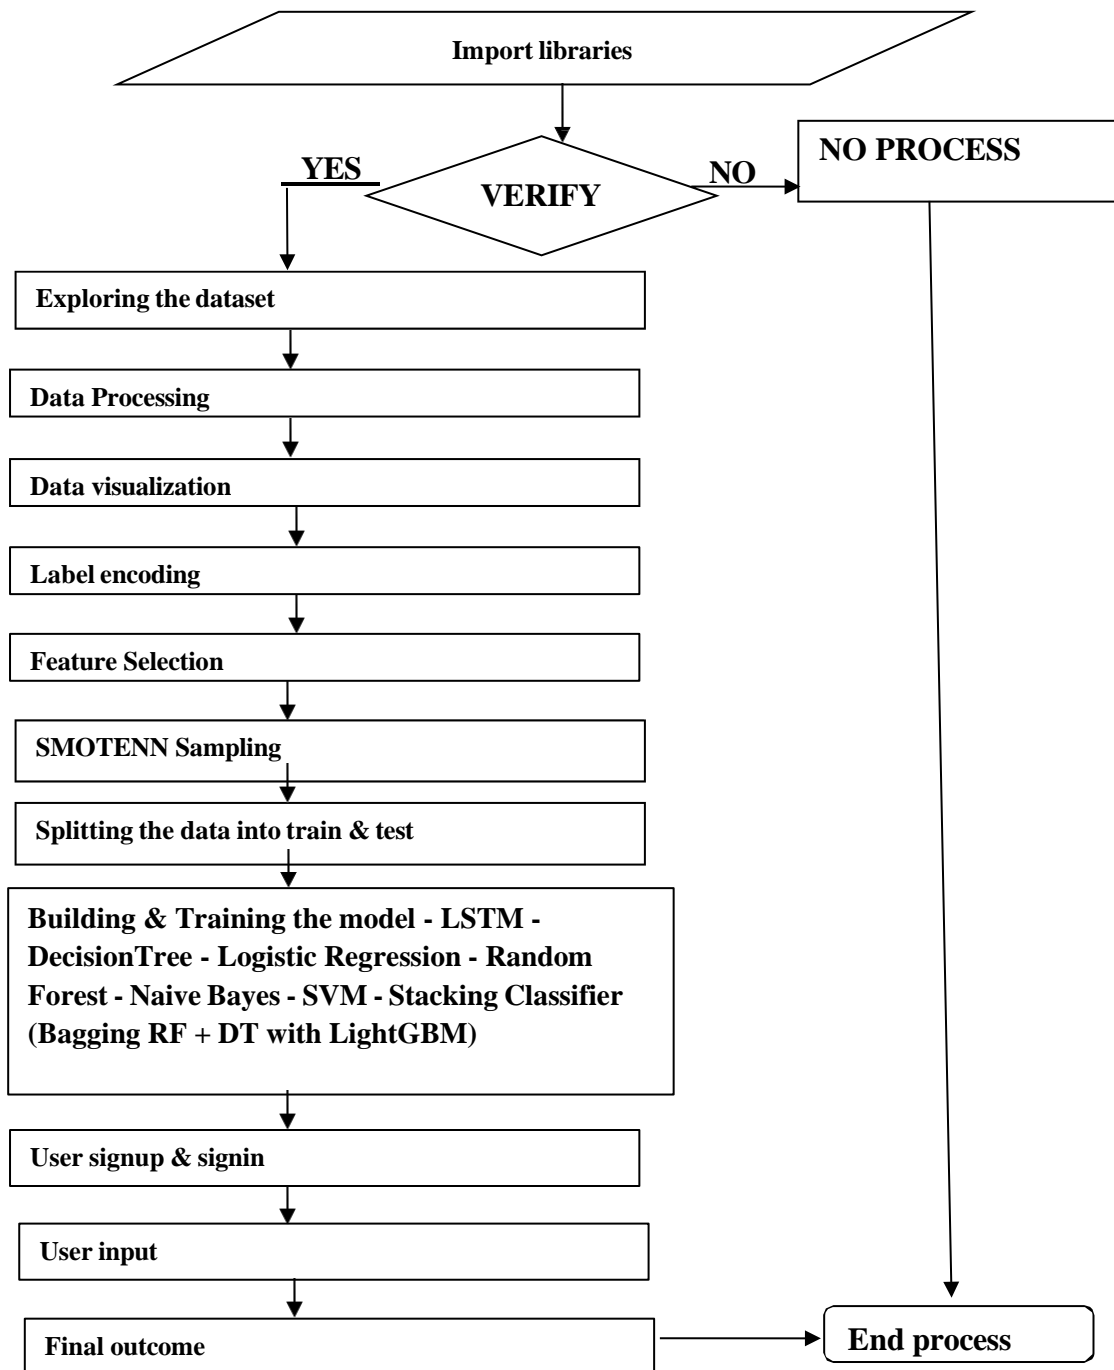 Import libraries
YES
VERIFY
NO
NO PROCESS
Exploring the dataset
Data Processing
Data visualization
Label encoding
Feature Selection
SMOTENN Sampling
Splitting the data into train & test
Building & Training the model - LSTM -
DecisionTree - Logistic Regression - Random
Forest - Naive Bayes - SVM - Stacking Classifier
(Bagging RF + DT with LightGBM)
User signup & signin
User input
Final outcome
End process